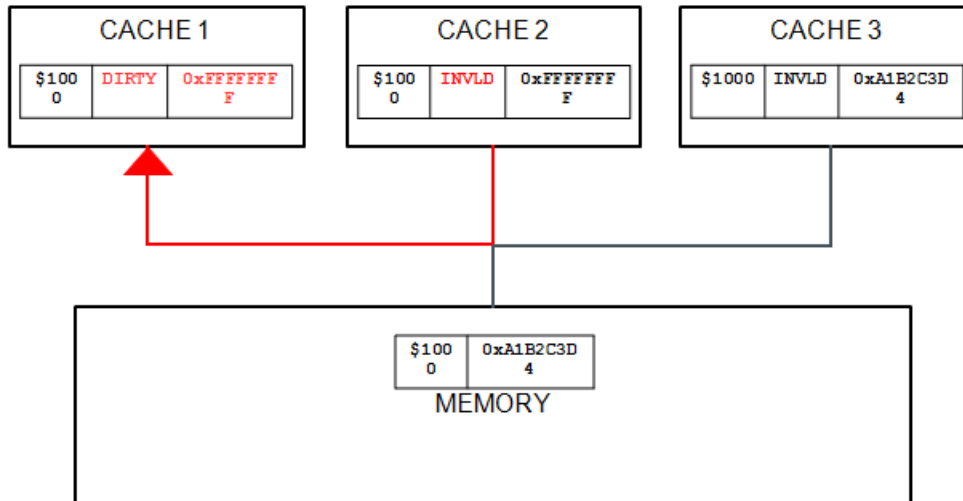 CACHE 1
CACHE 2
CACHE 3
$100
0
DIRTY
0xFFFFFFF
F
$100
0
INVLD
0xFFFFFFF
F
$1000
INVLD
0xA1B2C3D
4
$100
0
0xA1B2C3D
4
MEMORY